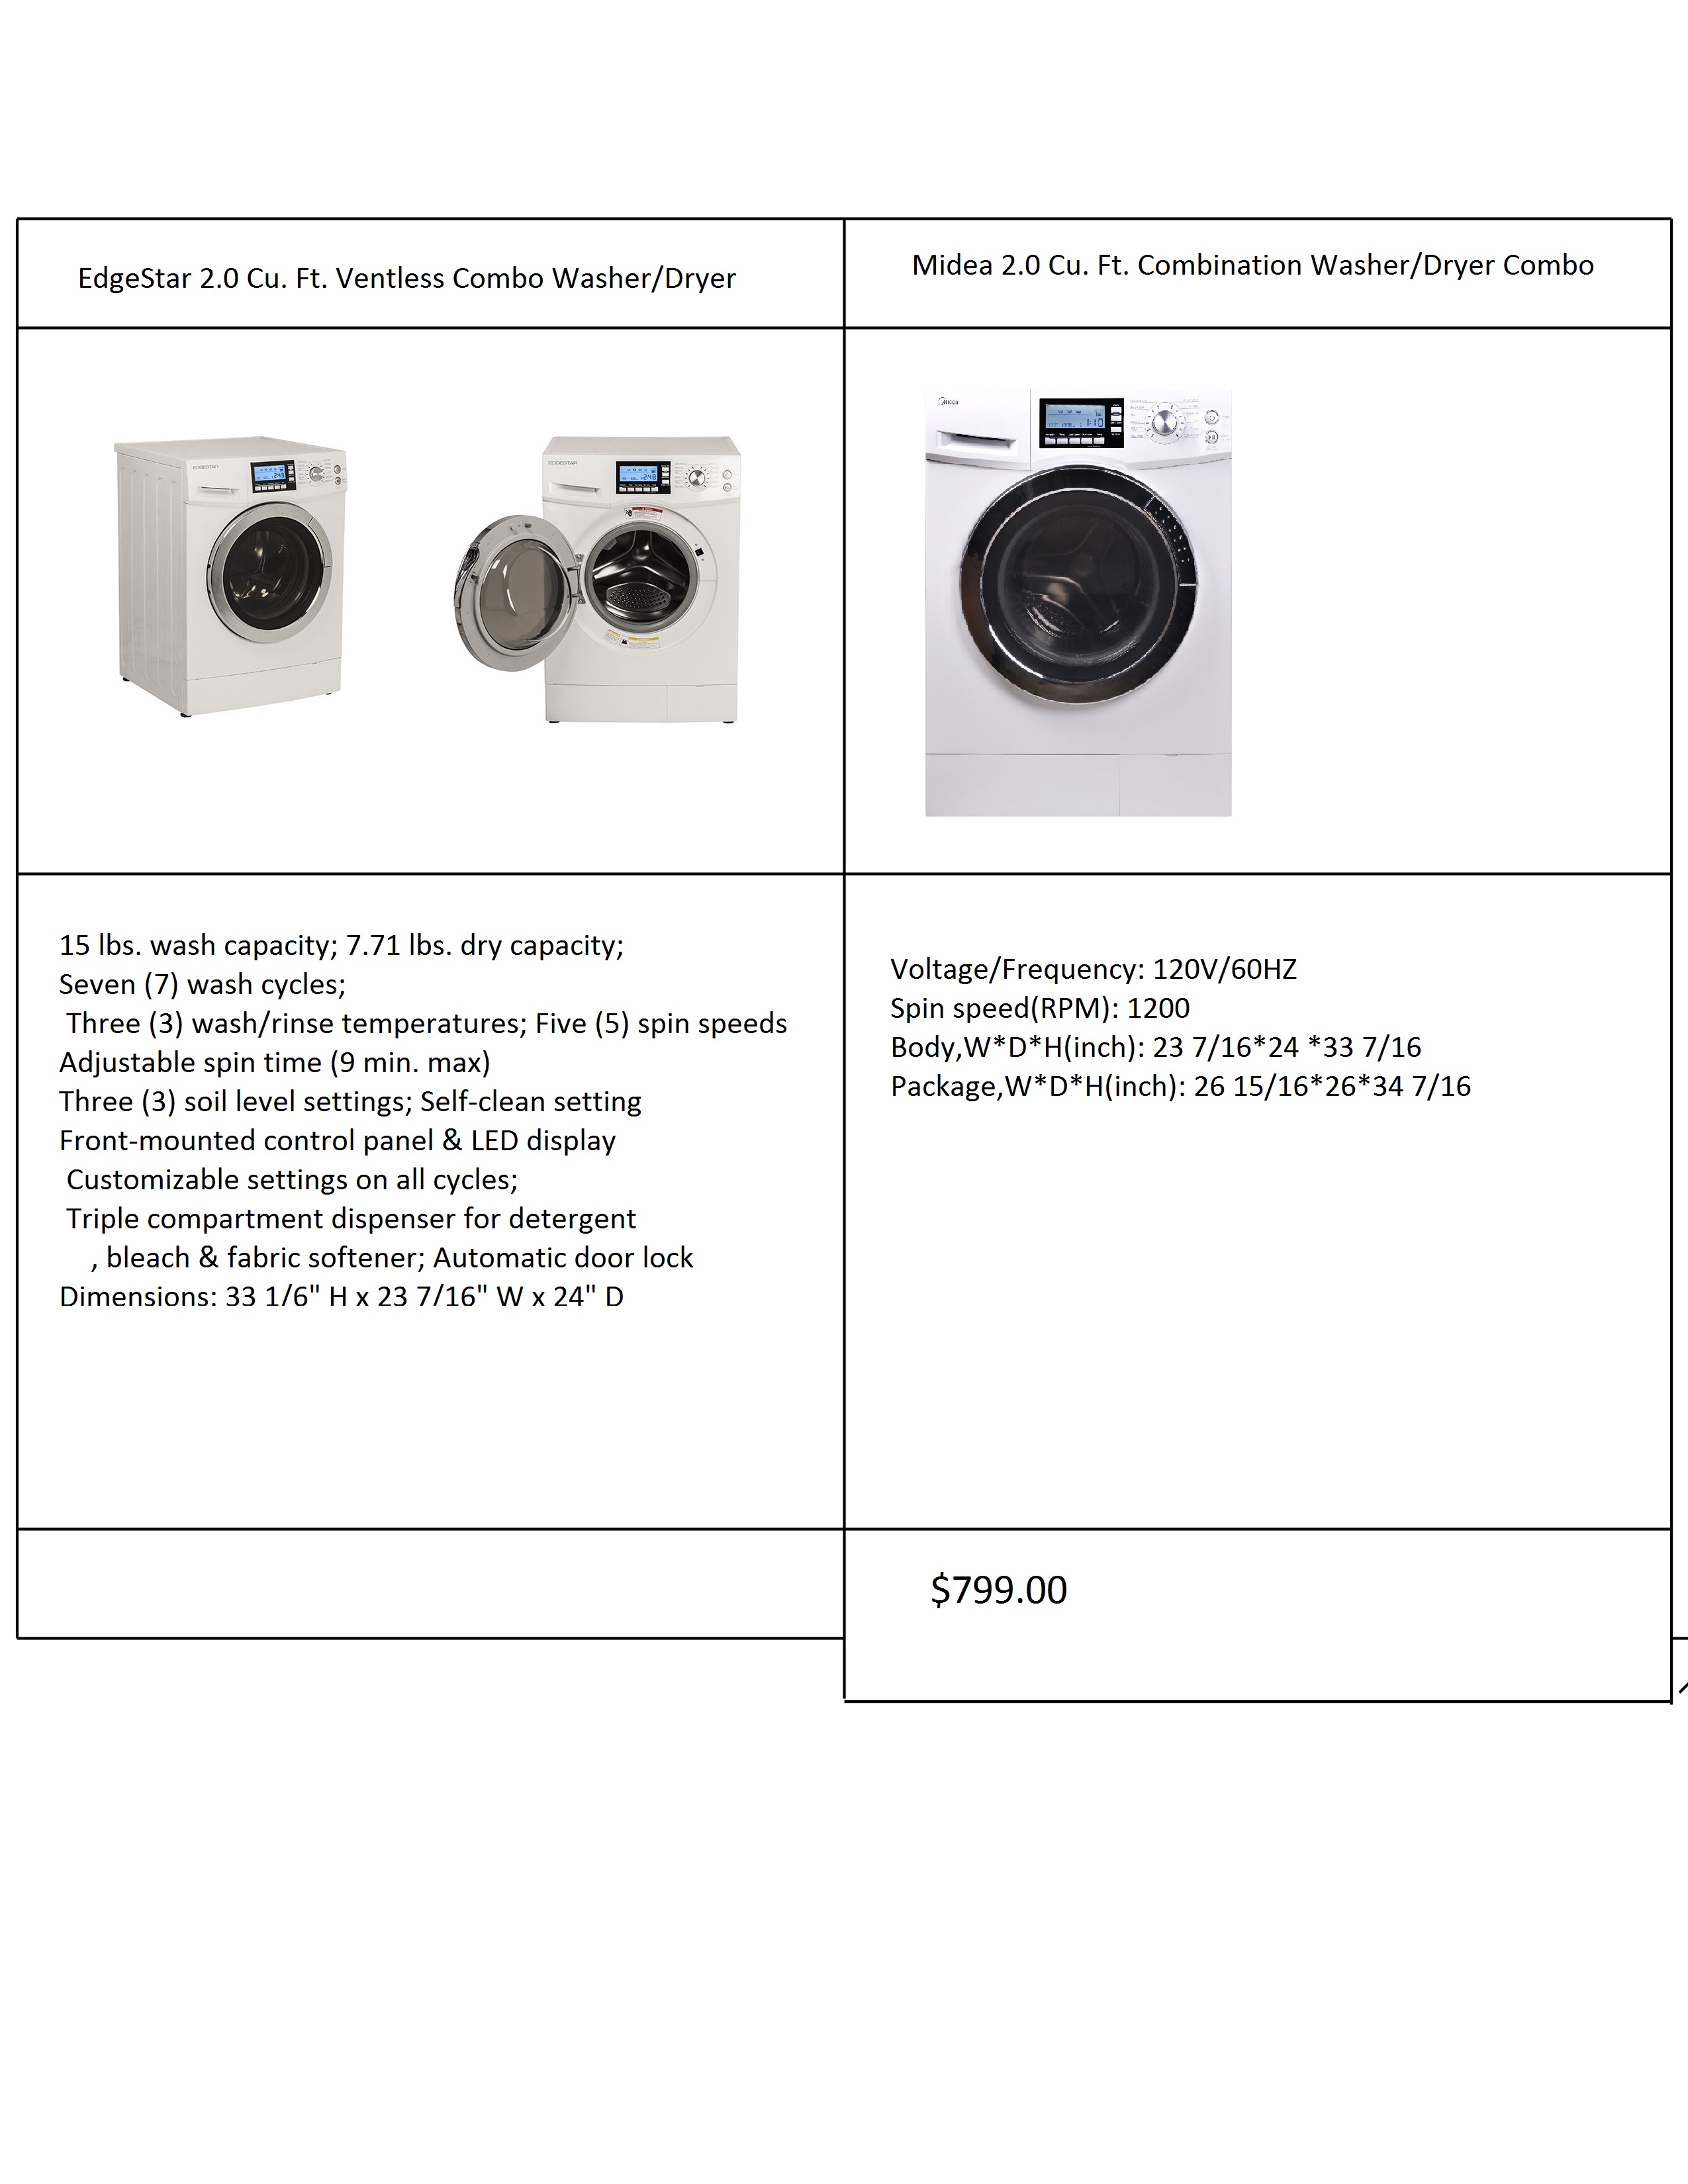 EdgeStar 2.0 Cu. Ft. Ventless Combo Washer/Dryer
Midea 2.0 Cu. Ft. Combination Washer/Dryer Combo
EDGESTAR
EDGESTAR
Midea
1:10
15 lbs. wash capacity; 7.71 lbs. dry capacity;
Seven (7) wash cycles;
Three (3) wash/rinse temperatures; Five (5) spin speeds
Adjustable spin time (9 min. max)
Three (3) soil level settings; Self-clean setting
Front-mounted control panel & LED display
Customizable settings on all cycles;
Triple compartment dispenser for detergent
, bleach & fabric softener; Automatic door lock
Dimensions: 33 1/6" H x 23 7/16" W x 24" D
Voltage/Frequency: 120V/60HZ
Spin speed(RPM): 1200
Body,W*D*H(inch): 23 7/16*24 *33 7/16
Package,W*D*H(inch): 26 15/16*26*34 7/16
$799.00